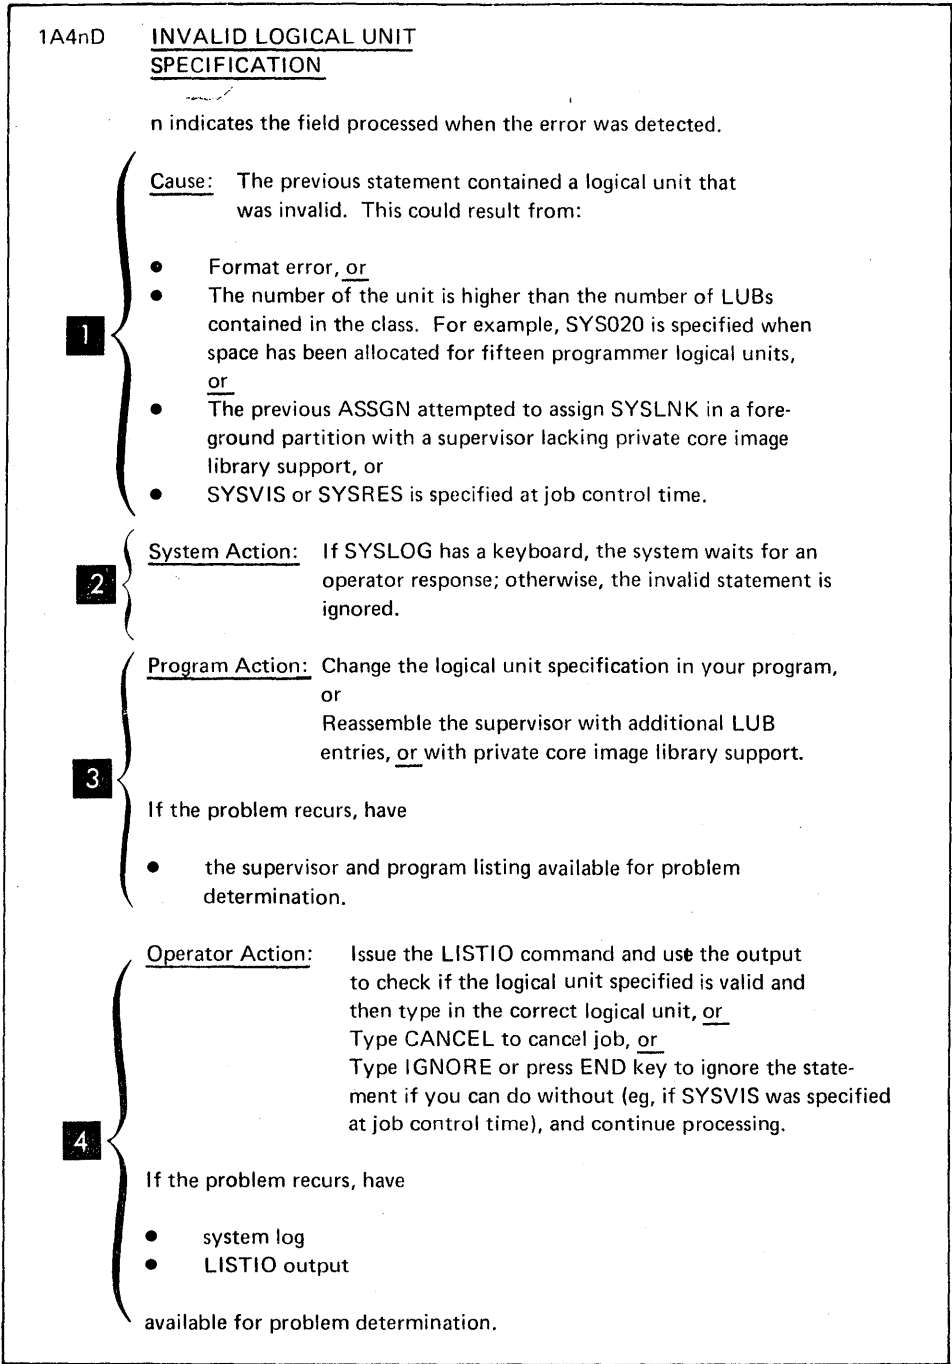 1A4nD INVALID LOGICAL UNIT
SPECIFICATION
n indicates the field processed when the error was detected.
1
Cause: The previous statement contained a logical unit that
was invalid. This could result from:
● Format error, or
● The number of the unit is higher than the number of LUBs
contained in the class. For example, SYS020 is specified when
space has been allocated for fifteen programmer logical units,
or
● The previous ASSGN attempted to assign SYSLNK in a fore-
ground partition with a supervisor lacking private core image
library support, or
● SYSVIS or SYSRES is specified at job control time.
2
System Action: If SYSLOG has a keyboard, the system waits for an
operator response; otherwise, the invalid statement is
ignored.
3
Program Action: Change the logical unit specification in your program,
or
Reassemble the supervisor with additional LUB
entries, or with private core image library support.
If the problem recurs, have
● the supervisor and program listing available for problem
determination.
4
Operator Action: Issue the LISTIO command and use the output
to check if the logical unit specified is valid and
then type in the correct logical unit, or
Type CANCEL to cancel job, or
Type IGNORE or press END key to ignore the state-
ment if you can do without (eg, if SYSVIS was specified
at job control time), and continue processing.
If the problem recurs, have
● system log
● LISTIO output
available for problem determination.